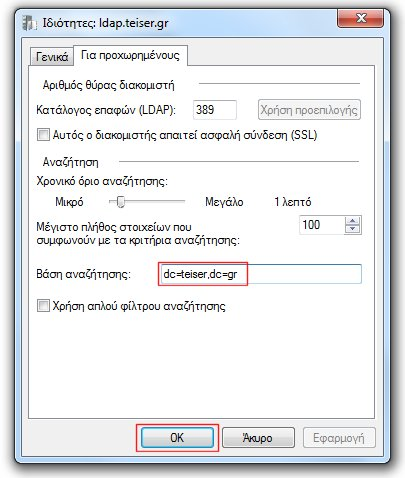 Ιδιότητες: ldap.teiser.gr
Γενικά
Για προχωρημένους
Αριθμός θύρας διακομιστή
Κατάλογος επαφών (LDAP):
389
Χρήση προεπιλογής
Αυτός ο διακομιστής απαιτεί ασφαλή σύνδεση (SSL)
Αναζήτηση
Χρονικό όριο αναζήτησης:
Μικρό
Μεγάλο
1 λεπτό
Μέγιστο πλήθος στοιχείων που
συμφωνούν με τα κριτήρια αναζήτησης:
100
Βάση αναζήτησης:
dc=teiser,dc=gr
Χρήση απλού φίλτρου αναζήτησης
OK
Άκυρο
Εφαρμογή